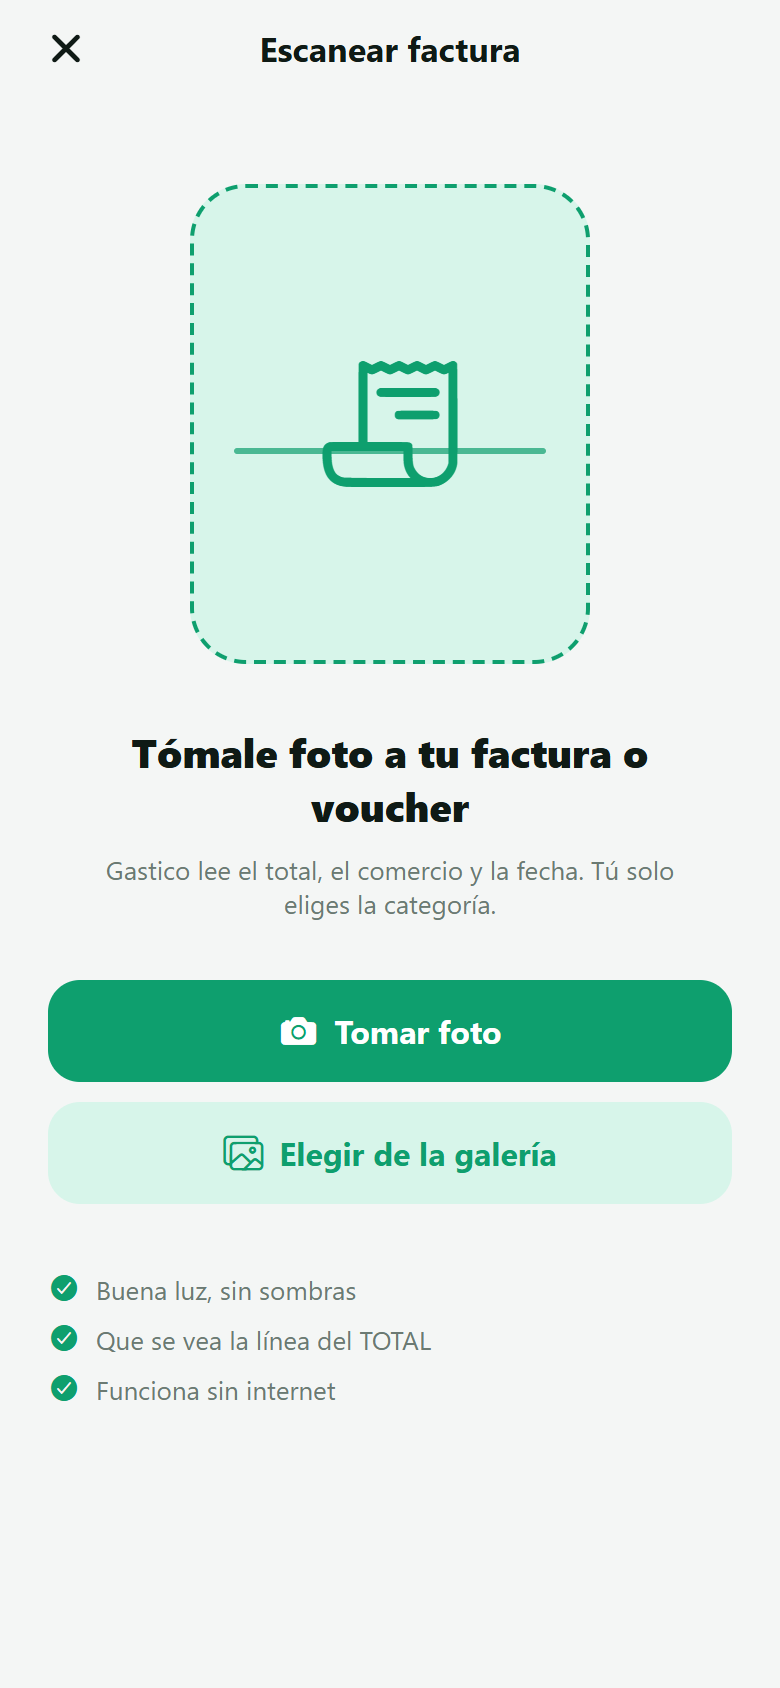 Escanear factura
Tómale foto a tu factura o
voucher
Gastico lee el total, el comercio y la fecha. Tú solo
eliges la categoría.
Tomar foto
Elegir de la galería
Buena luz, sin sombras
Que se vea la línea del TOTAL
Funciona sin internet